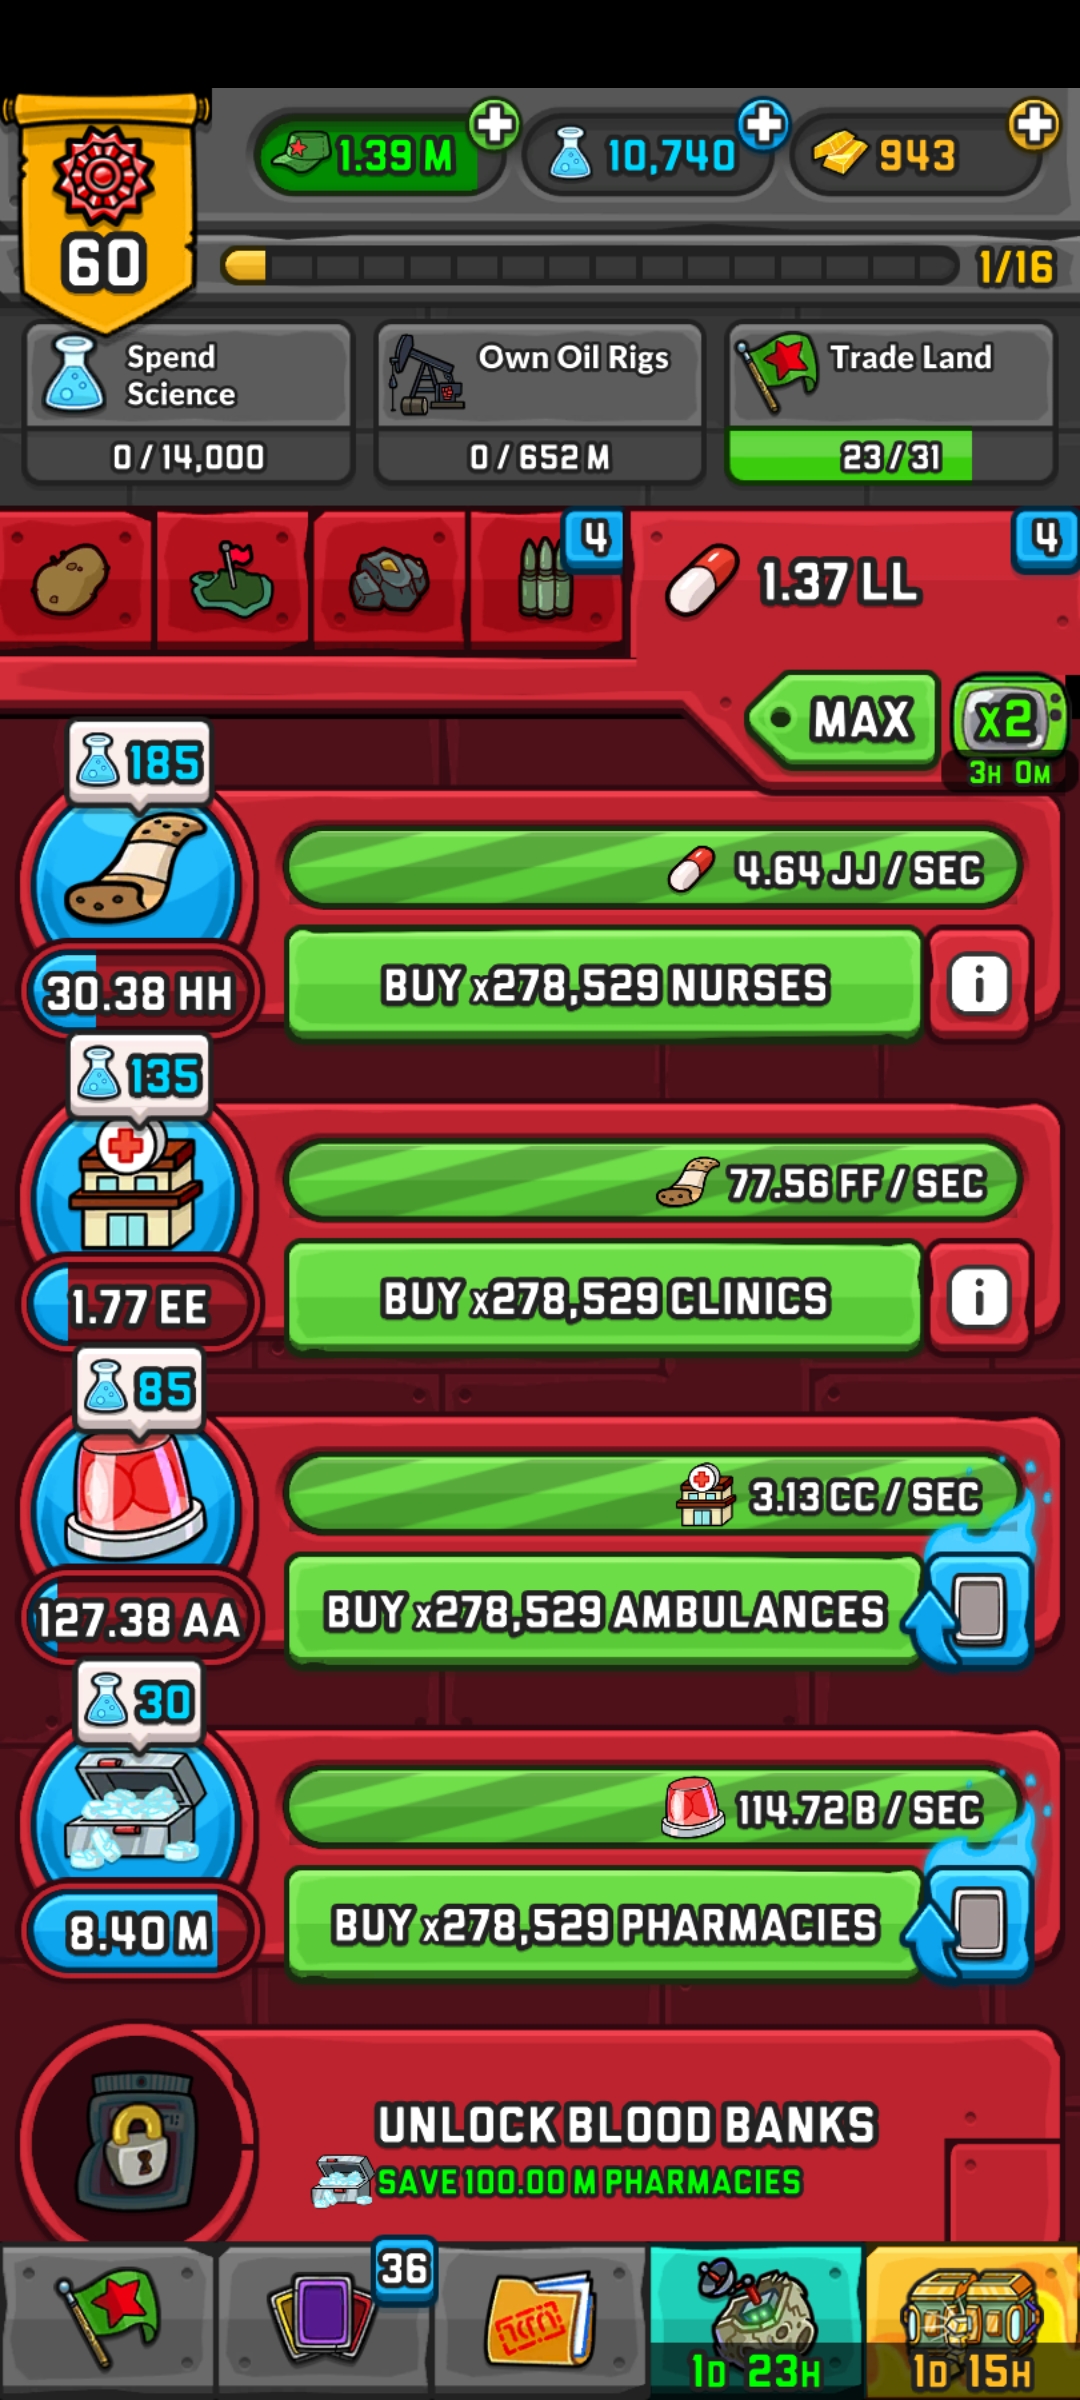 60
1.39 M
10,740
943
1/16
Spend
Science
0/14,000
Own Oil Rigs
0/652 M
Trade Land
23/31
4
1.37 LL
4
MAX
x2
3H 0M
185
4.64 JJ/SEC
30.38 HH
BUY x278,529 NURSES
i
135
77.56 FF/SEC
1.77 EE
BUY x278,529 CLINICS
i
85
3.13 CC/SEC
127.38 AA
BUY x278,529 AMBULANCES
30
114.72 B/SEC
8.40 M
BUY x278,529 PHARMACIES
UNLOCK BLOOD BANKS
SAVE 100.00 M PHARMACIES
36
1D 23H
1D 15H